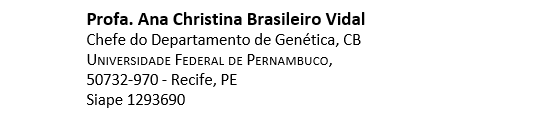 Profa. Ana Christina Brasileiro Vidal
Chefe do Departamento de Genética, CB
UNIVERSIDADE FEDERAL DE PERNAMBUCO,
50732-970 - Recife, PE
Siape 1293690